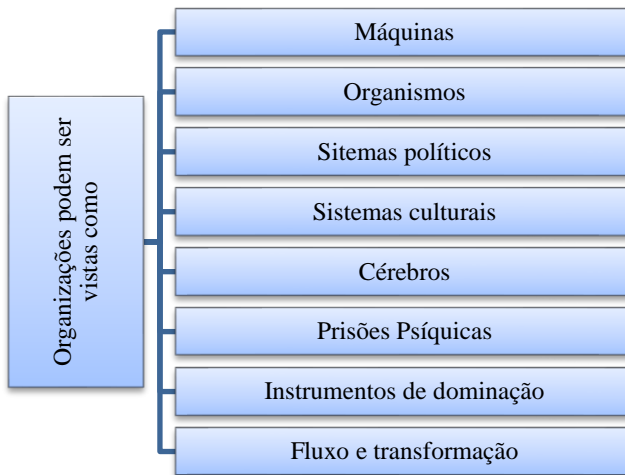 Organizações podem ser
vistas como
Máquinas
Organismos
Sitemas políticos
Sistemas culturais
Cérebros
Prisões Psíquicas
Instrumentos de dominação
Fluxo e transformação